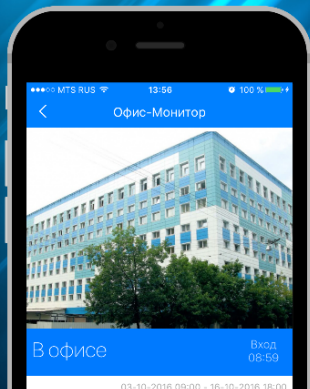 MTS RUS 13:56 100 %
Офис-Монитор
В офисе
Вход
08:59
03-10-2016 09:00 - 16-10-2016 18:00